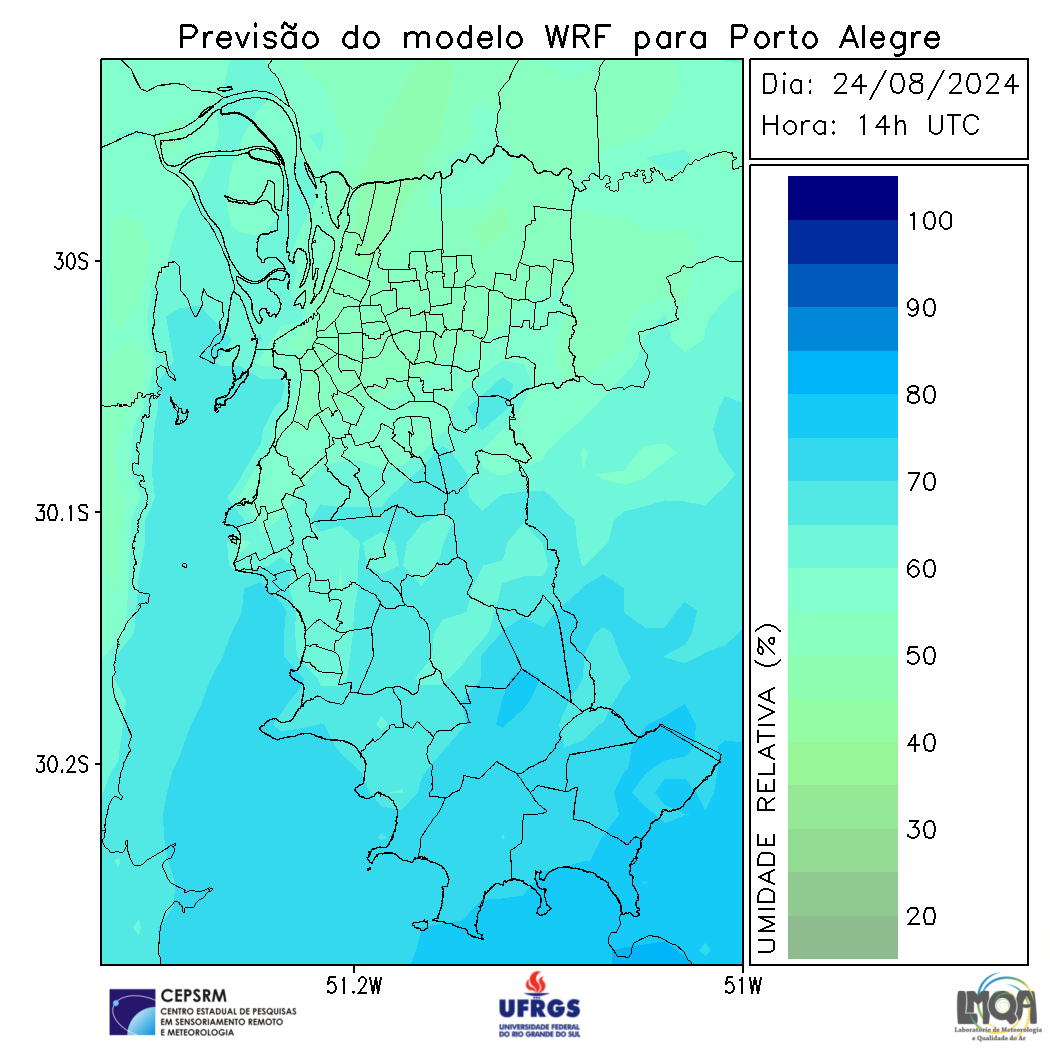 Previsão do modelo WRF para Porto Alegre
Dia: 24/08/2024
Hora: 14h UTC
30S
30.1S
30.2S
51.2W
51W
100
90
80
70
60
50
40
30
20
UMIDADE RELATIVA (%)
CEPSRM
CENTRO ESTADUAL DE PESQUISAS
EM SENSORIAMENTO REMOTO
E METEOROLOGIA
UFRGS
UNIVERSIDADE FEDERAL
DO RIO GRANDE DO SUL
LMQA
Laboratório de Meteorologia
e Qualidade do Ar